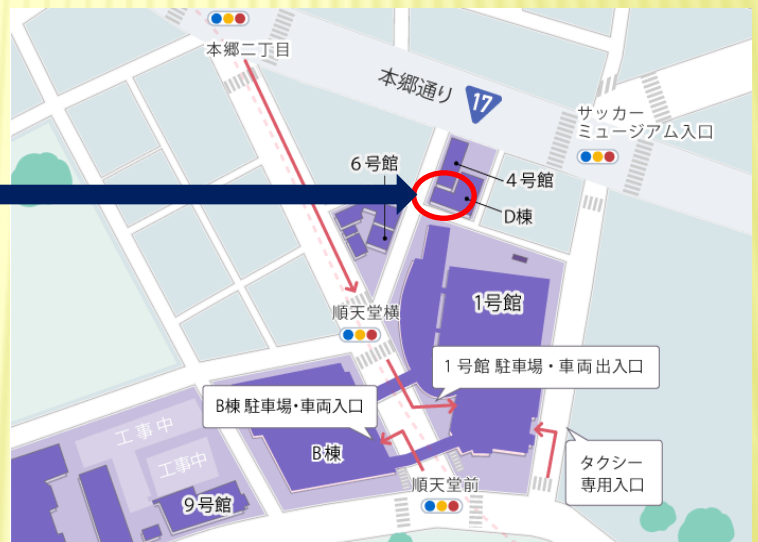 本郷二丁目
本郷通り
17
サッカー
ミュージアム入口
6号館
4号館
D棟
1号館
順天堂横
1号館 駐車場・車両出入口
B棟 駐車場・車両入口
工事中
工事中
B棟
タクシー
専用入口
順天堂前
9号館